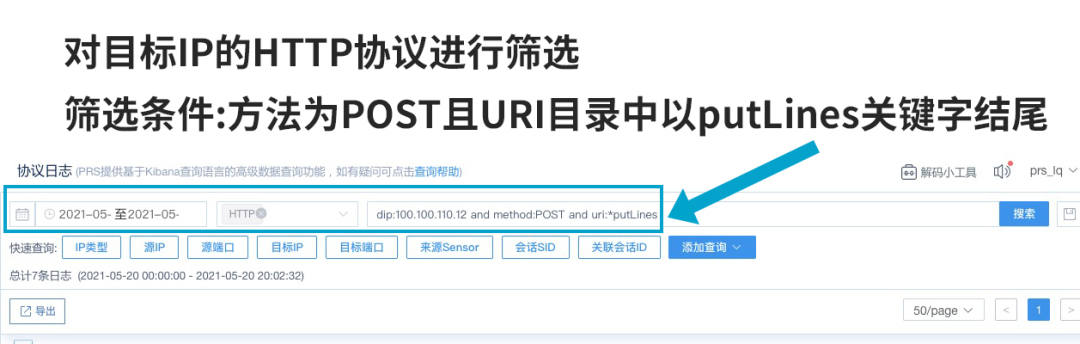 对目标IP的HTTP协议进行筛选
筛选条件:方法为POST且URI目录中以putLines关键字结尾
协议日志 (PRS提供基于Kibana查询语言的高级数据查询功能，如有疑问可点击查询帮助) 解码小工具 prs_lq
2021-05- 至2021-05- HTTP dip:100.100.110.12 and method:POST and uri:*putLines 搜索
快速查询: IP类型 源IP 源端口 目标IP 目标端口 来源Sensor 会话SID 关联会话ID 添加查询
总计7条日志 (2021-05-20 00:00:00 - 2021-05-20 20:02:32)
导出 50/page < 1 >